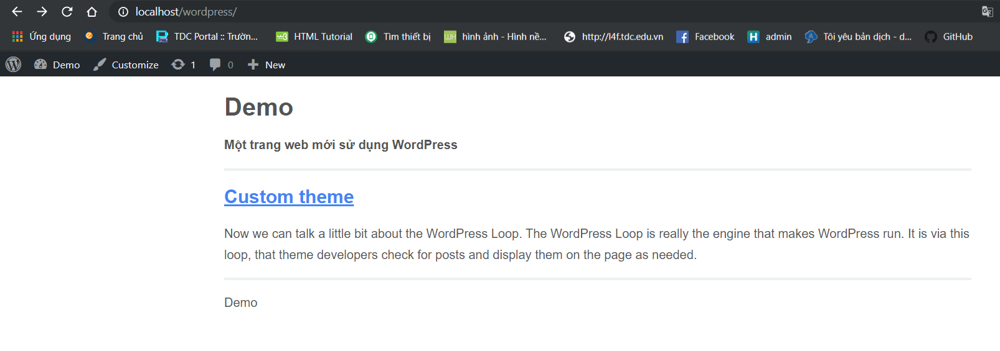 localhost/wordpress/
Ứng dụng Trang chủ TDC Portal :: Trườn... HTML Tutorial Tìm thiết bị hình ảnh - Hình nề... http://l4f.tdc.edu.vn Facebook admin Tôi yêu bản dịch - d... GitHub
Demo Customize 1 0 New
Demo
Một trang web mới sử dụng WordPress
Custom theme
Now we can talk a little bit about the WordPress Loop. The WordPress Loop is really the engine that makes WordPress run. It is via this
loop, that theme developers check for posts and display them on the page as needed.
Demo